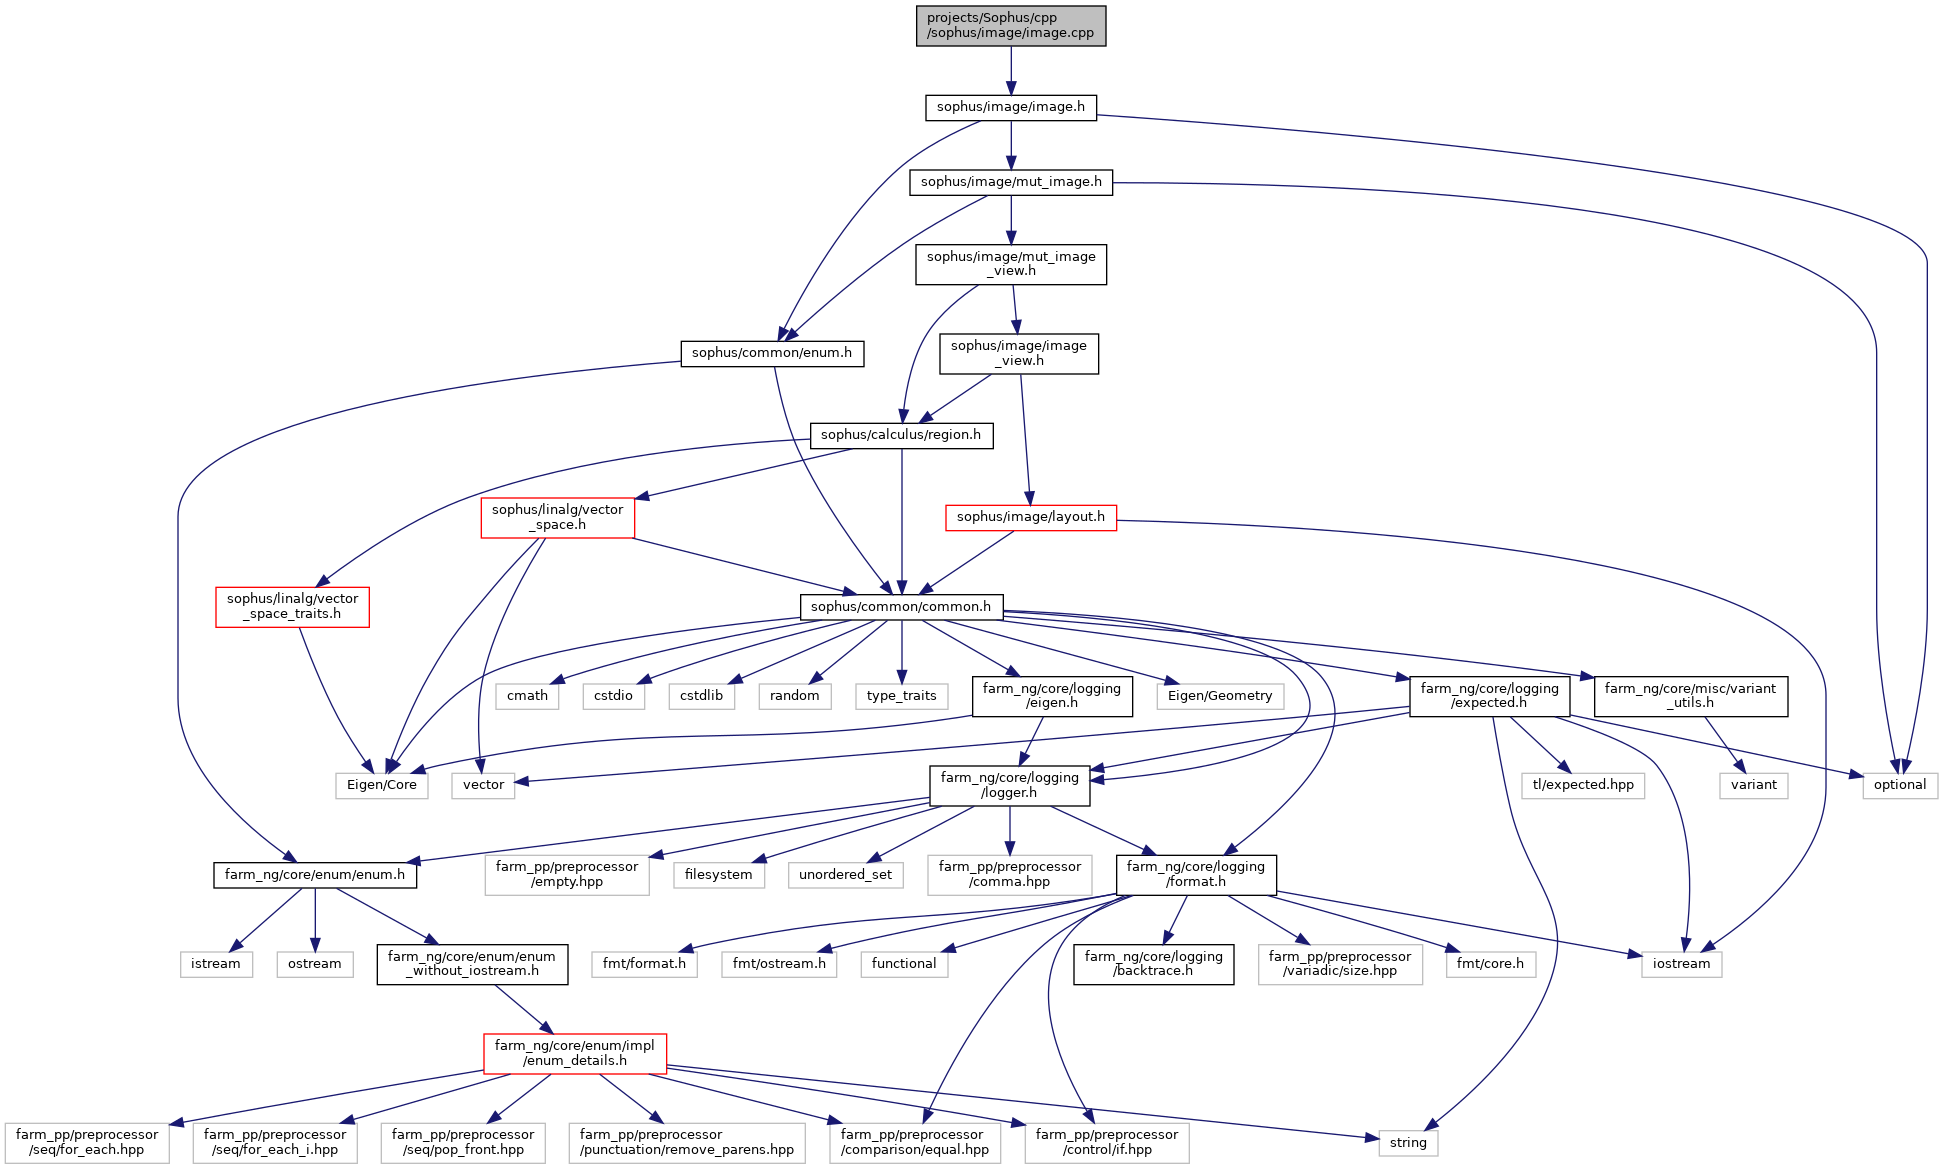 projects/Sophus/cpp
/sophus/image/image.cpp
sophus/image/image.h
sophus/image/mut_image.h
sophus/image/mut_image
_view.h
sophus/common/enum.h
sophus/image/image
_view.h
sophus/calculus/region.h
sophus/linalg/vector
_space.h
sophus/image/layout.h
sophus/linalg/vector
_space_traits.h
sophus/common/common.h
cmath
cstdio
cstdlib
random
type_traits
farm_ng/core/logging
/eigen.h
Eigen/Geometry
farm_ng/core/logging
/expected.h
farm_ng/core/misc/variant
_utils.h
Eigen/Core
vector
farm_ng/core/logging
/logger.h
tl/expected.hpp
variant
optional
farm_ng/core/enum/enum.h
farm_pp/preprocessor
/empty.hpp
filesystem
unordered_set
farm_pp/preprocessor
/comma.hpp
farm_ng/core/logging
/format.h
istream
ostream
farm_ng/core/enum/enum
_without_iostream.h
fmt/format.h
fmt/ostream.h
functional
farm_ng/core/logging
/backtrace.h
farm_pp/preprocessor
/variadic/size.hpp
fmt/core.h
iostream
farm_ng/core/enum/impl
/enum_details.h
farm_pp/preprocessor
/seq/for_each.hpp
farm_pp/preprocessor
/seq/for_each_i.hpp
farm_pp/preprocessor
/seq/pop_front.hpp
farm_pp/preprocessor
/punctuation/remove_parens.hpp
farm_pp/preprocessor
/comparison/equal.hpp
farm_pp/preprocessor
/control/if.hpp
string